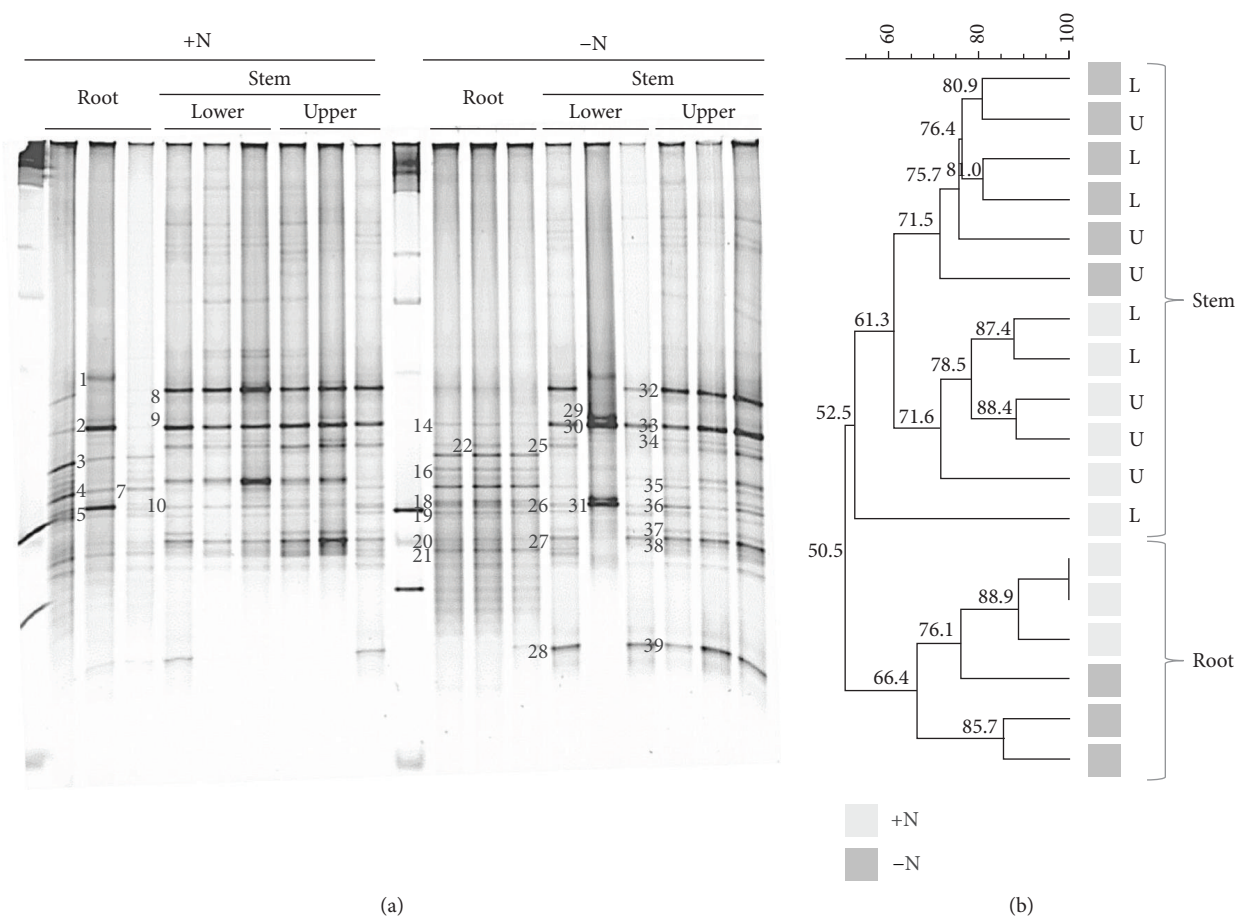 +N
−N
Root
Stem
Root
Stem
Lower
Upper
Lower
Upper
1
2
3
4
5
7
8
9
10
14
16
18
19
20
21
22
25
26
27
28
29
30
31
32
33
34
35
36
37
38
39
(a)
60
80
100
80.9
76.4
75.7
81.0
71.5
61.3
87.4
78.5
88.4
71.6
52.5
50.5
88.9
76.1
66.4
85.7
L
U
L
L
U
U
L
L
U
U
U
L
Stem
Root
+N
−N
(b)